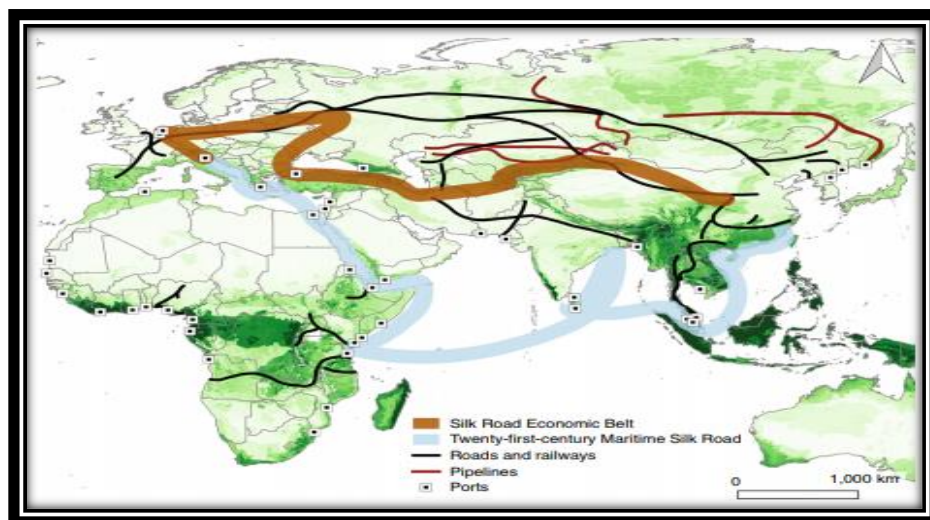 Silk Road Economic Belt
Twenty-first-century Maritime Silk Road
Roads and railways
Pipelines
Ports
0 1,000 km